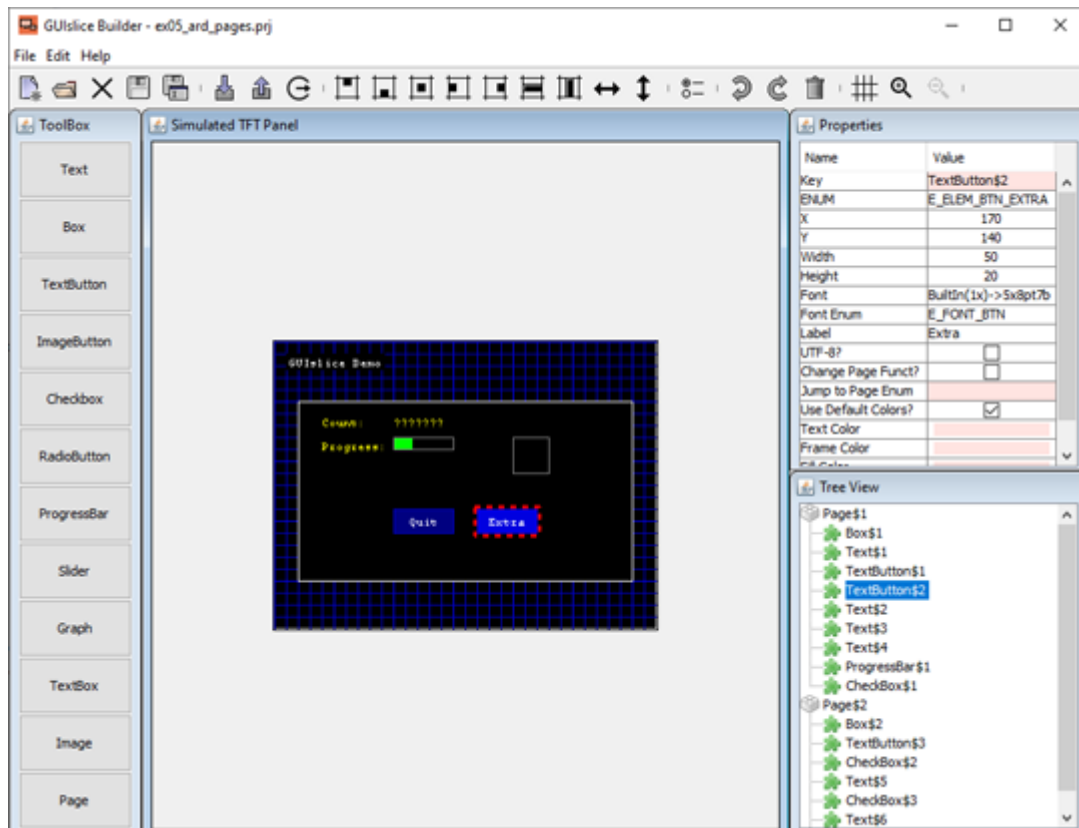 GUIslice Builder - ex05_ard_pages.prj
File Edit Help
ToolBox
Text
Box
TextButton
ImageButton
Checkbox
RadioButton
ProgressBar
Slider
Graph
TextBox
Image
Page
Simulated TFT Panel
GUIslice Demo
Count: ???????
Progress:
Quit Extra
Properties
Name Value
Key TextButton$2
ENUM E_ELEM_BTN_EXTRA
X 170
Y 140
Width 50
Height 20
Font BuiltIn(1x)->5x8pt7b
Font Enum E_FONT_BTN
Label Extra
UTF-8?
Change Page Funct?
Jump to Page Enum
Use Default Colors?
Text Color
Frame Color
Tree View
Page$1
Box$1
Text$1
TextButton$1
TextButton$2
Text$2
Text$3
Text$4
ProgressBar$1
CheckBox$1
Page$2
Box$2
TextButton$3
CheckBox$2
Text$5
CheckBox$3
Text$6